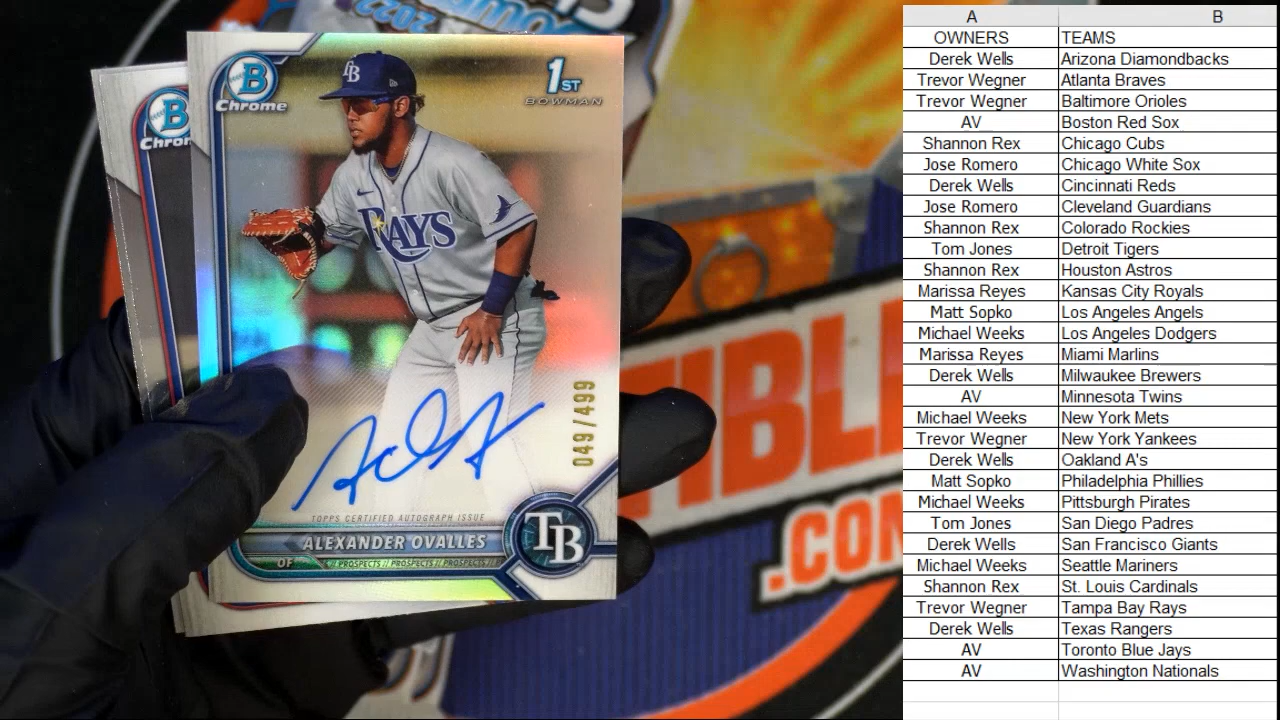 2022
B
Chrome
B
Chrom
TB
1ST
BOWMAN
RAYS
049/499
TOPPS CERTIFIED AUTOGRAPH ISSUE
ALEXANDER OVALLES
TB
OF
PROSPECTS // PROSPECTS // PROSPECTS //
TIBL
.CON
A B
OWNERS TEAMS
Derek Wells Arizona Diamondbacks
Trevor Wegner Atlanta Braves
Trevor Wegner Baltimore Orioles
AV Boston Red Sox
Shannon Rex Chicago Cubs
Jose Romero Chicago White Sox
Derek Wells Cincinnati Reds
Jose Romero Cleveland Guardians
Shannon Rex Colorado Rockies
Tom Jones Detroit Tigers
Shannon Rex Houston Astros
Marissa Reyes Kansas City Royals
Matt Sopko Los Angeles Angels
Michael Weeks Los Angeles Dodgers
Marissa Reyes Miami Marlins
Derek Wells Milwaukee Brewers
AV Minnesota Twins
Michael Weeks New York Mets
Trevor Wegner New York Yankees
Derek Wells Oakland A's
Matt Sopko Philadelphia Phillies
Michael Weeks Pittsburgh Pirates
Tom Jones San Diego Padres
Derek Wells San Francisco Giants
Michael Weeks Seattle Mariners
Shannon Rex St. Louis Cardinals
Trevor Wegner Tampa Bay Rays
Derek Wells Texas Rangers
AV Toronto Blue Jays
AV Washington Nationals